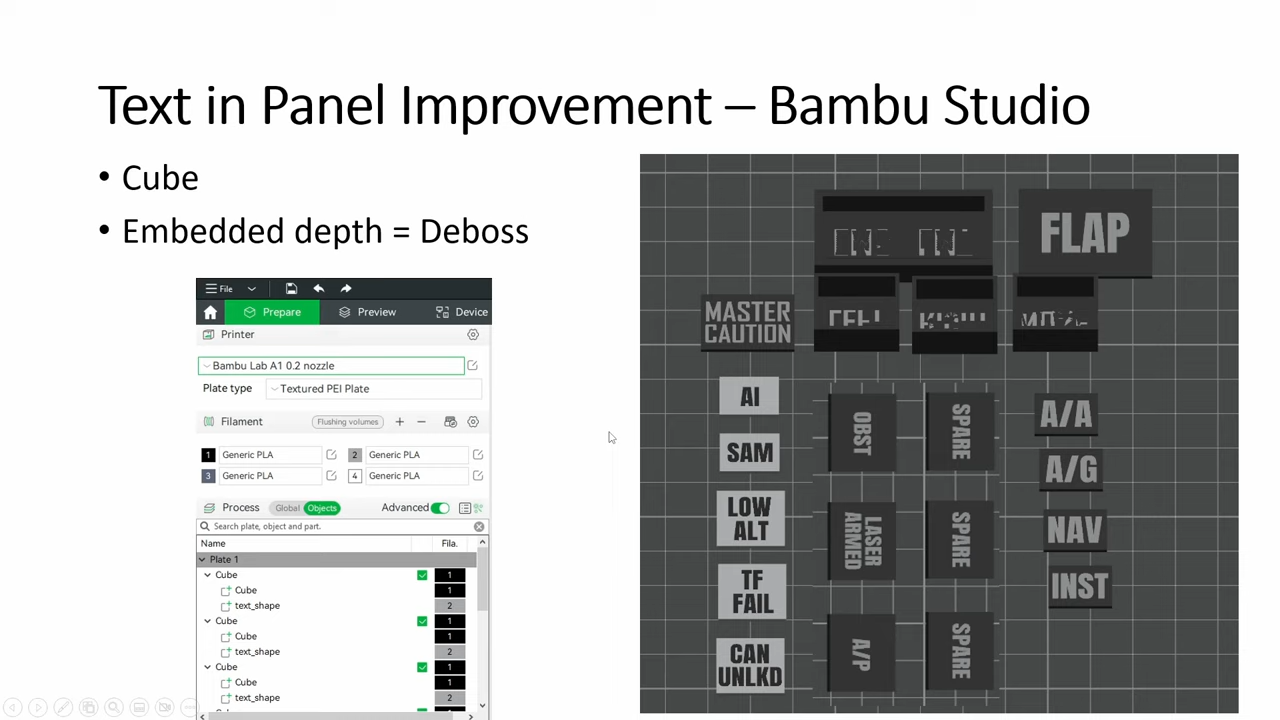 Text in Panel Improvement – Bambu Studio
• Cube
• Embedded depth = Deboss
File
Prepare
Preview
Device
Printer
Bambu Lab A1 0.2 nozzle
Plate type
Textured PEI Plate
Filament
Flushing volumes
1 Generic PLA
2 Generic PLA
3 Generic PLA
4 Generic PLA
Process
Global
Objects
Advanced
Search plate, object and part.
Name
Fila.
Plate 1
Cube 1
Cube 1
text_shape 2
Cube 1
Cube 1
text_shape 2
Cube 1
Cube 1
text_shape 2
FLAP
MASTER
CAUTION
AI
SAM
LOW
ALT
TF
FAIL
CAN
UNLKD
OBST
LASER
ARMED
A/P
SPARE
SPARE
SPARE
A/A
A/G
NAV
INST